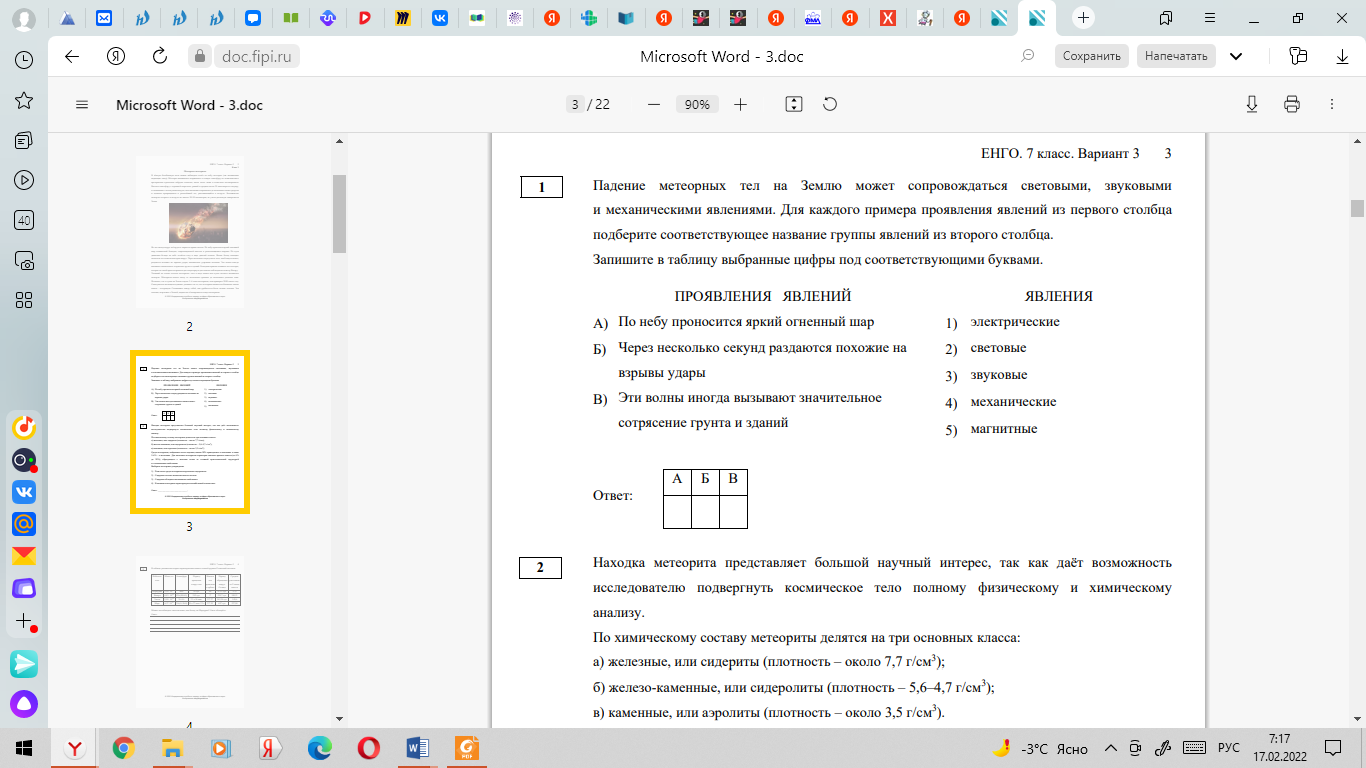 doc.fipi.ru
Microsoft Word - 3.doc
Сохранить
Напечатать
Microsoft Word - 3.doc
3 / 22
90%
40
2
3
4
ЕНГО. 7 класс. Вариант 3 3
1
Падение метеорных тел на Землю может сопровождаться световыми, звуковыми
и механическими явлениями. Для каждого примера проявления явлений из первого столбца
подберите соответствующее название группы явлений из второго столбца.
Запишите в таблицу выбранные цифры под соответствующими буквами.
ПРОЯВЛЕНИЯ ЯВЛЕНИЙ
А) По небу проносится яркий огненный шар
Б) Через несколько секунд раздаются похожие на
взрывы удары
В) Эти волны иногда вызывают значительное
сотрясение грунта и зданий
ЯВЛЕНИЯ
1) электрические
2) световые
3) звуковые
4) механические
5) магнитные
Ответ:
А Б В
2
Находка метеорита представляет большой научный интерес, так как даёт возможность
исследователю подвергнуть космическое тело полному физическому и химическому
анализу.
По химическому составу метеориты делятся на три основных класса:
а) железные, или сидериты (плотность – около 7,7 г/см³);
б) железо-каменные, или сидеролиты (плотность – 5,6–4,7 г/см³);
в) каменные, или аэролиты (плотность – около 3,5 г/см³).
-3°C Ясно
РУС
7:17
17.02.2022